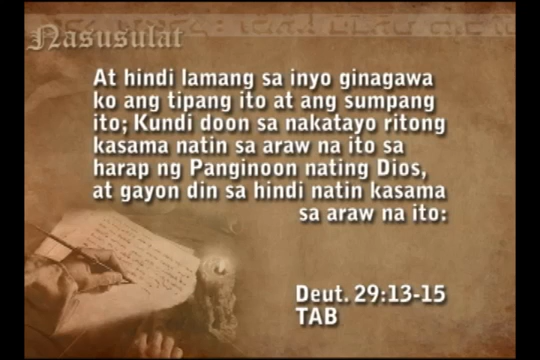 Nasusulat
At hindi lamang sa inyo ginagawa
ko ang tipang ito at ang sumpang
ito; Kundi doon sa nakatayo ritong
kasama natin sa araw na ito sa
harap ng Panginoon nating Dios,
at gayon din sa hindi natin kasama
sa araw na ito:
Deut. 29:13-15
TAB